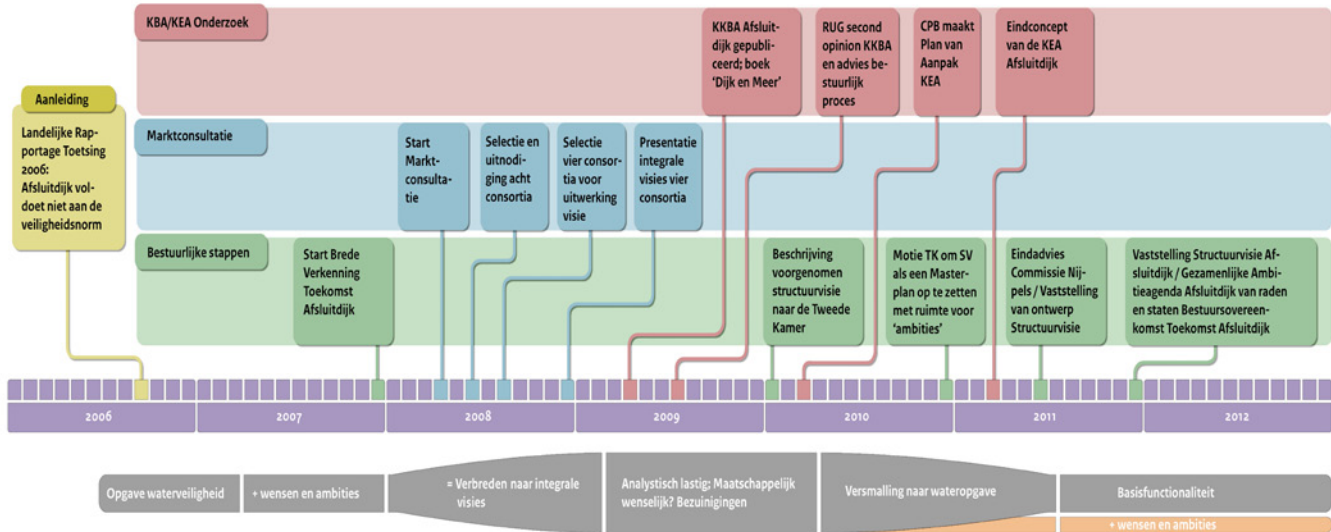 KBA/KEA Onderzoek
KKBA Afsluit-
dijk gepubli-
ceerd; boek
‘Dijk en Meer’
RUG second
opinion KKBA
en advies be-
stuurlijk
proces
CPB maakt
Plan van
Aanpak
KEA
Eindconcept
van de KEA
Afsluitdijk
Aanleiding
Landelijke Rap-
portage Toetsing
2006:
Afsluitdijk vol-
doet niet aan de
veiligheidsnorm
Marktconsultatie
Start
Markt-
consulta-
tie
Selectie en
uitnodi-
ging acht
consortia
Selectie
vier consor-
tia voor
uitwerking
visie
Presentatie
integrale
visies vier
consortia
Bestuurlijke stappen
Start Brede
Verkenning
Toekomst
Afsluitdijk
Beschrijving
voorgenomen
structuurvisie
naar de Tweede
Kamer
Motie TK om SV
als een Master-
plan op te zetten
met ruimte voor
‘ambities’
Eindadvies
Commissie Nij-
pels / Vaststelling
van ontwerp
Structuurvisie
Vaststelling Structuurvisie Af-
sluitdijk / Gezamenlijke Ambi-
tieagenda Afsluitdijk van raden
en staten Bestuursovereen-
komst Toekomst Afsluitdijk
2006
2007
2008
2009
2010
2011
2012
Opgave waterveiligheid
+ wensen en ambities
= Verbreden naar integrale
visies
Analystisch lastig; Maatschappelijk
wenselijk? Bezuinigingen
Versmalling naar wateropgave
Basisfunctionaliteit
+ wensen en ambities